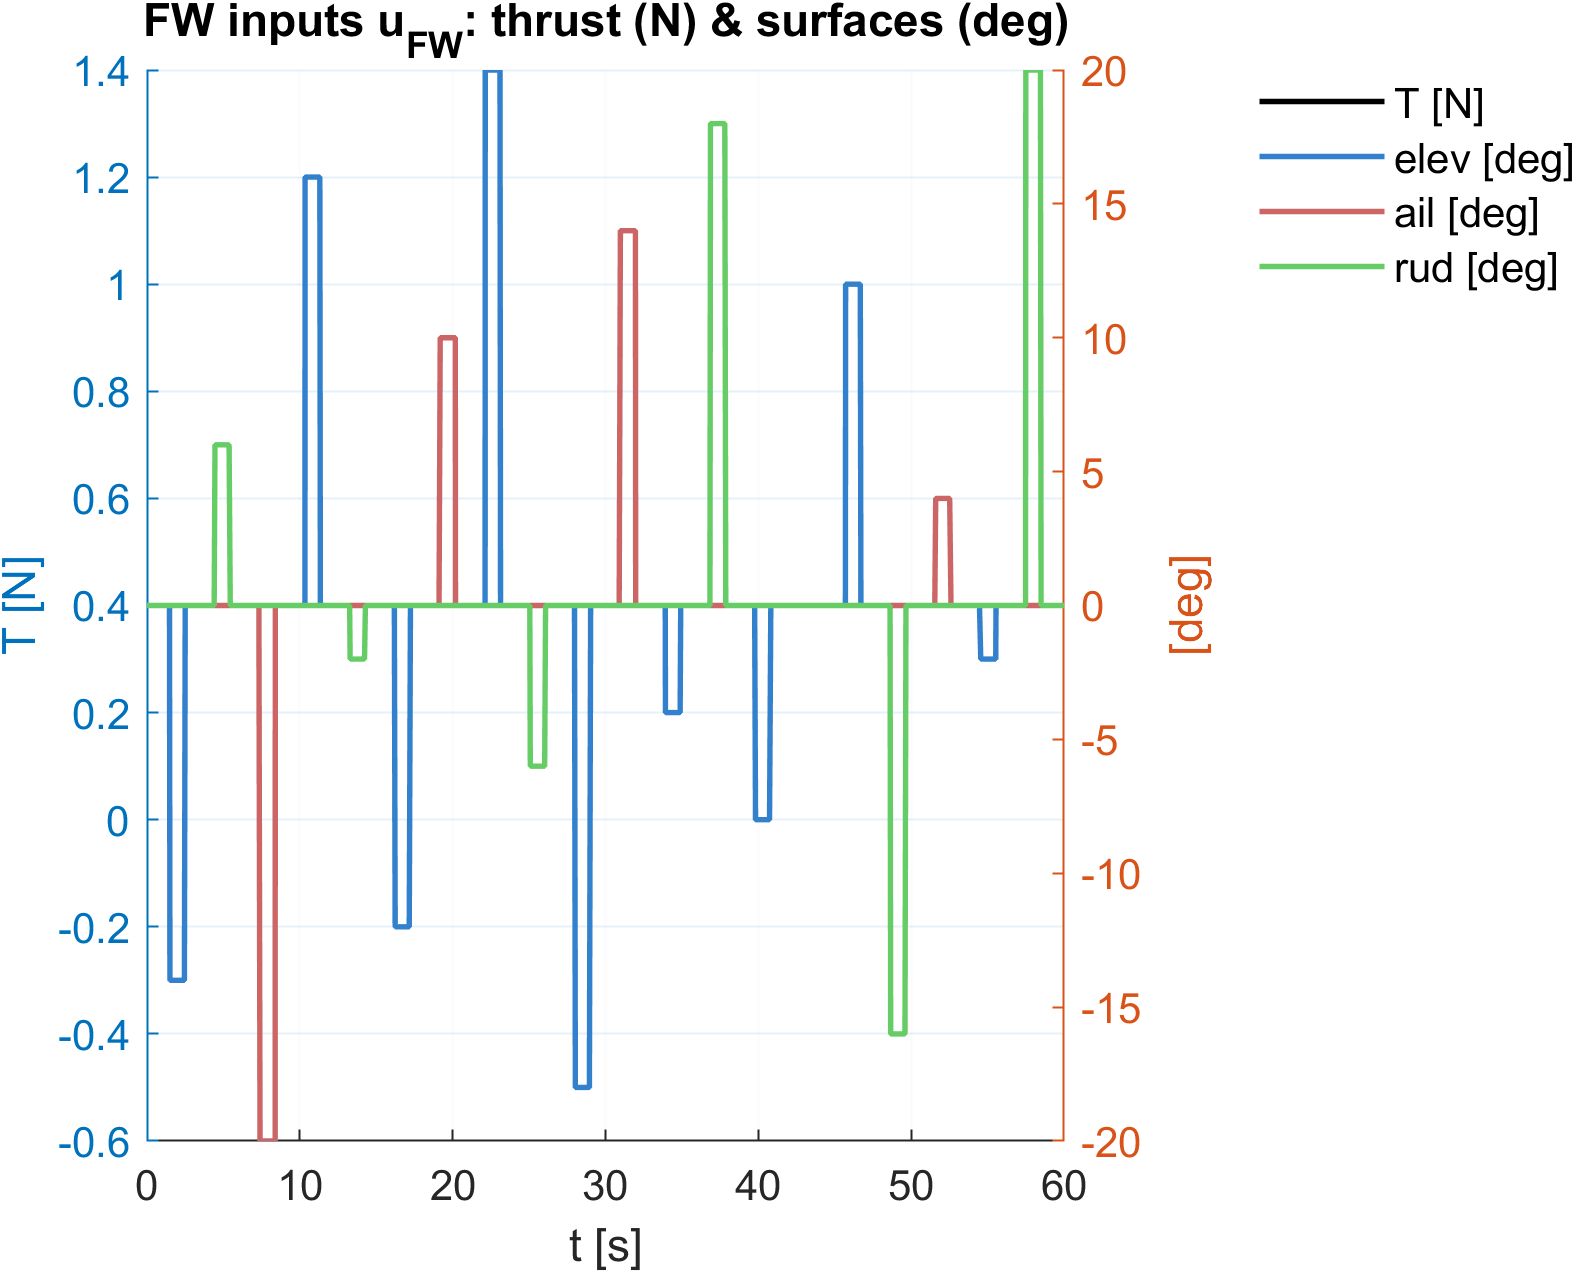 FW inputs u_FW: thrust (N) & surfaces (deg)
T [N]
elev [deg]
ail [deg]
rud [deg]
1.4
1.2
1
0.8
0.6
0.4
0.2
0
-0.2
-0.4
-0.6
T [N]
20
15
10
5
0
-5
-10
-15
-20
[deg]
0 10 20 30 40 50 60
t [s]